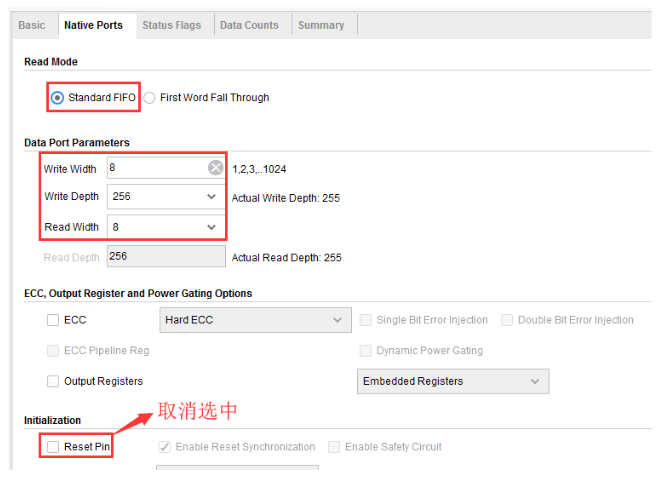 Basic Native Ports Status Flags Data Counts Summary
Read Mode
Standard FIFO First Word Fall Through
Data Port Parameters
Write Width 8 1,2,3,..1024
Write Depth 256 Actual Write Depth: 255
Read Width 8
Read Depth 256 Actual Read Depth: 255
ECC, Output Register and Power Gating Options
ECC Hard ECC Single Bit Error Injection Double Bit Error Injection
ECC Pipeline Reg Dynamic Power Gating
Output Registers Embedded Registers
取消选中
Initialization
Reset Pin Enable Reset Synchronization Enable Safety Circuit